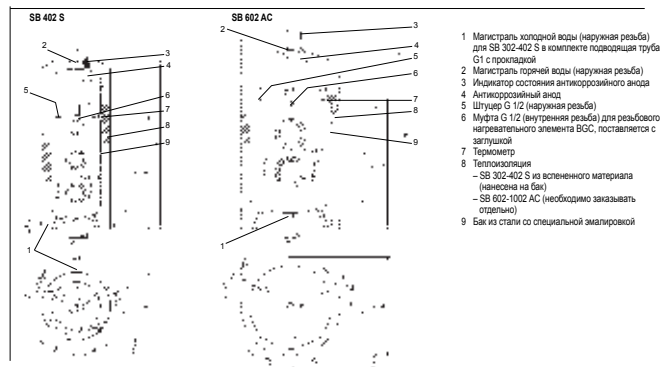 SB 402 S
2
3
4
5
6
7
8
9
1
SB 602 AC
3
2
4
5
6
7
8
9
1
1 Магистраль холодной воды (наружная резьба)
для SB 302-402 S в комплекте подводящая труба
G1 с прокладкой
2 Магистраль горячей воды (наружная резьба)
3 Индикатор состояния антикоррозийного анода
4 Антикоррозийный анод
5 Штуцер G 1/2 (наружная резьба)
6 Муфта G 1/2 (внутренняя резьба) для резьбового
нагревательного элемента BGC, поставляется с
заглушкой
7 Термометр
8 Теплоизоляция
– SB 302-402 S из вспененного материала
(нанесена на бак)
– SB 602-1002 AC (необходимо заказывать
отдельно)
9 Бак из стали со специальной эмалировкой